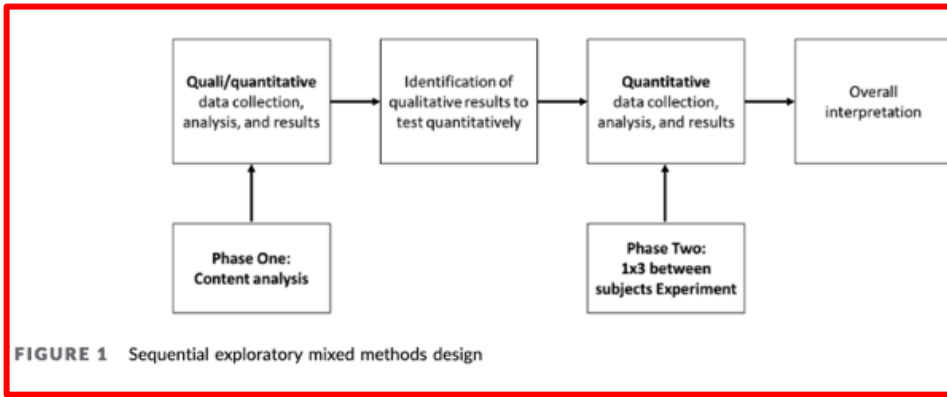 Quali/quantitative
data collection,
analysis, and results
Identification of
qualitative results to
test quantitatively
Quantitative
data collection,
analysis, and results
Overall
interpretation
Phase One:
Content analysis
Phase Two:
1x3 between
subjects Experiment
FIGURE 1 Sequential exploratory mixed methods design